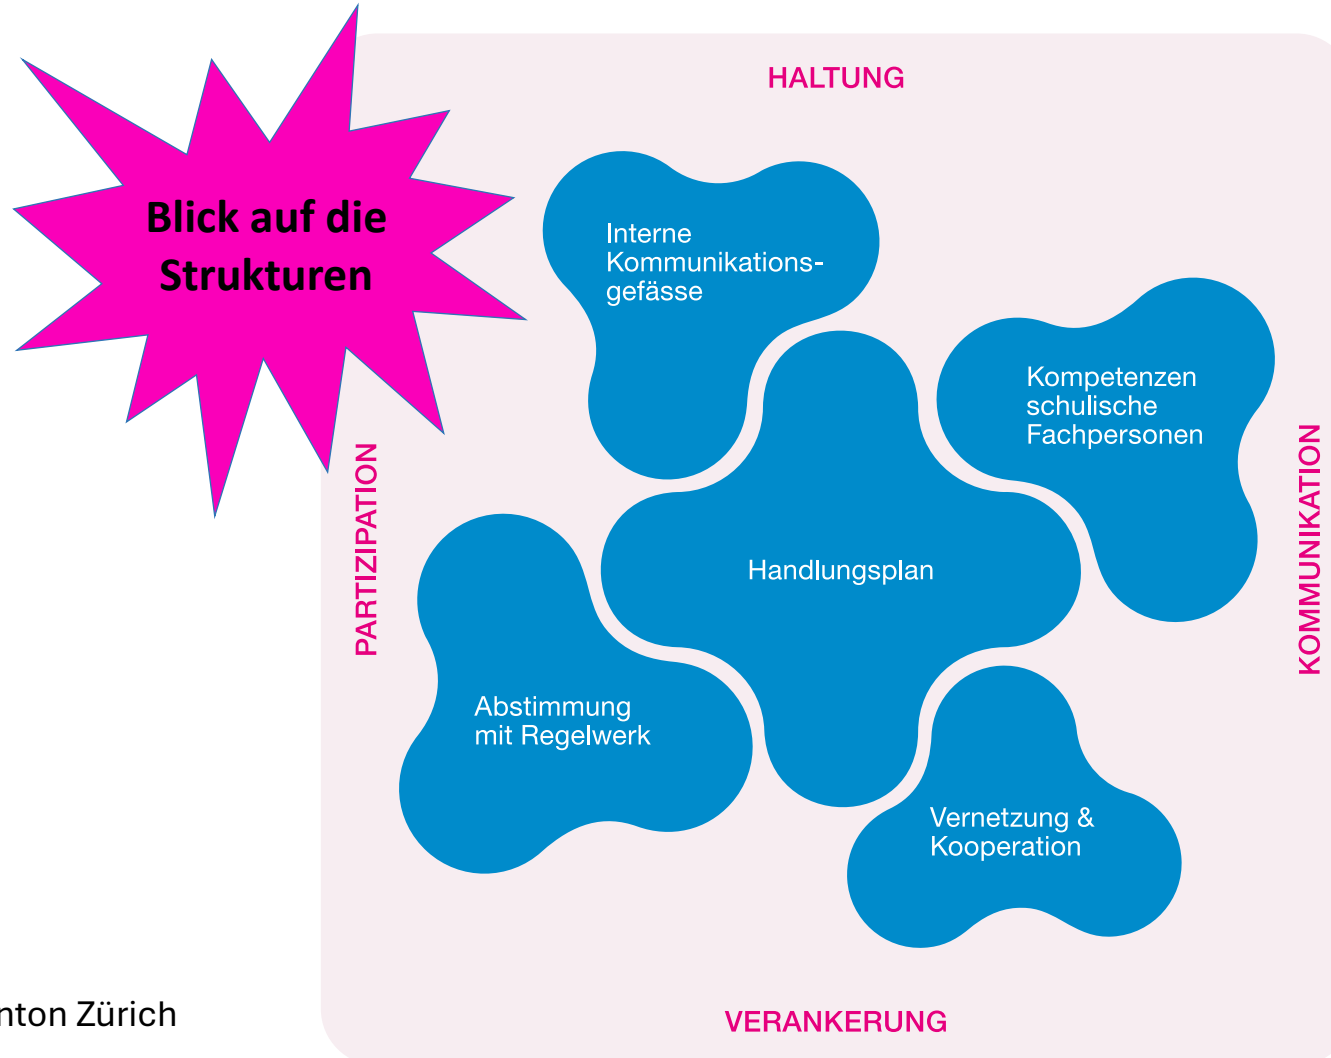 HALTUNG
Blick auf die
Strukturen
Interne
Kommunikations-
gefässe
Kompetenzen
schulische
Fachpersonen
PARTIZIPATION
KOMMUNIKATION
Handlungsplan
Abstimmung
mit Regelwerk
Vernetzung &
Kooperation
nton Zürich
VERANKERUNG